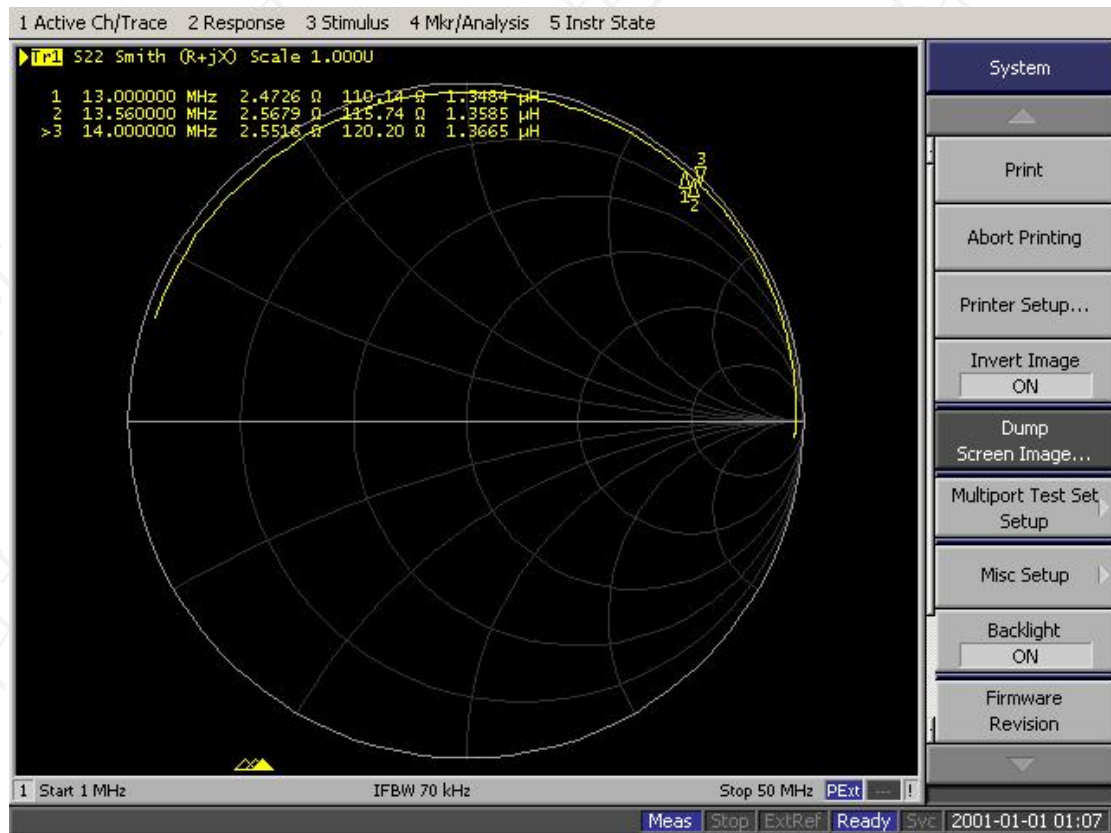 1 Active Ch/Trace 2 Response 3 Stimulus 4 Mkr/Analysis 5 Instr State
Tr1 S22 Smith (R+jX) Scale 1.000U
1 13.000000 MHz 2.4726 Ω 110.14 Ω 1.3484 µH
2 13.560000 MHz 2.5679 Ω 115.74 Ω 1.3585 µH
>3 14.000000 MHz 2.5516 Ω 120.20 Ω 1.3665 µH
3
1
2
System
Print
Abort Printing
Printer Setup...
Invert Image
ON
Dump
Screen Image...
Multiport Test Set
Setup
Misc Setup
Backlight
ON
Firmware
Revision
1 Start 1 MHz IFBW 70 kHz Stop 50 MHz PExt --- !
Meas Stop ExtRef Ready Svc 2001-01-01 01:07